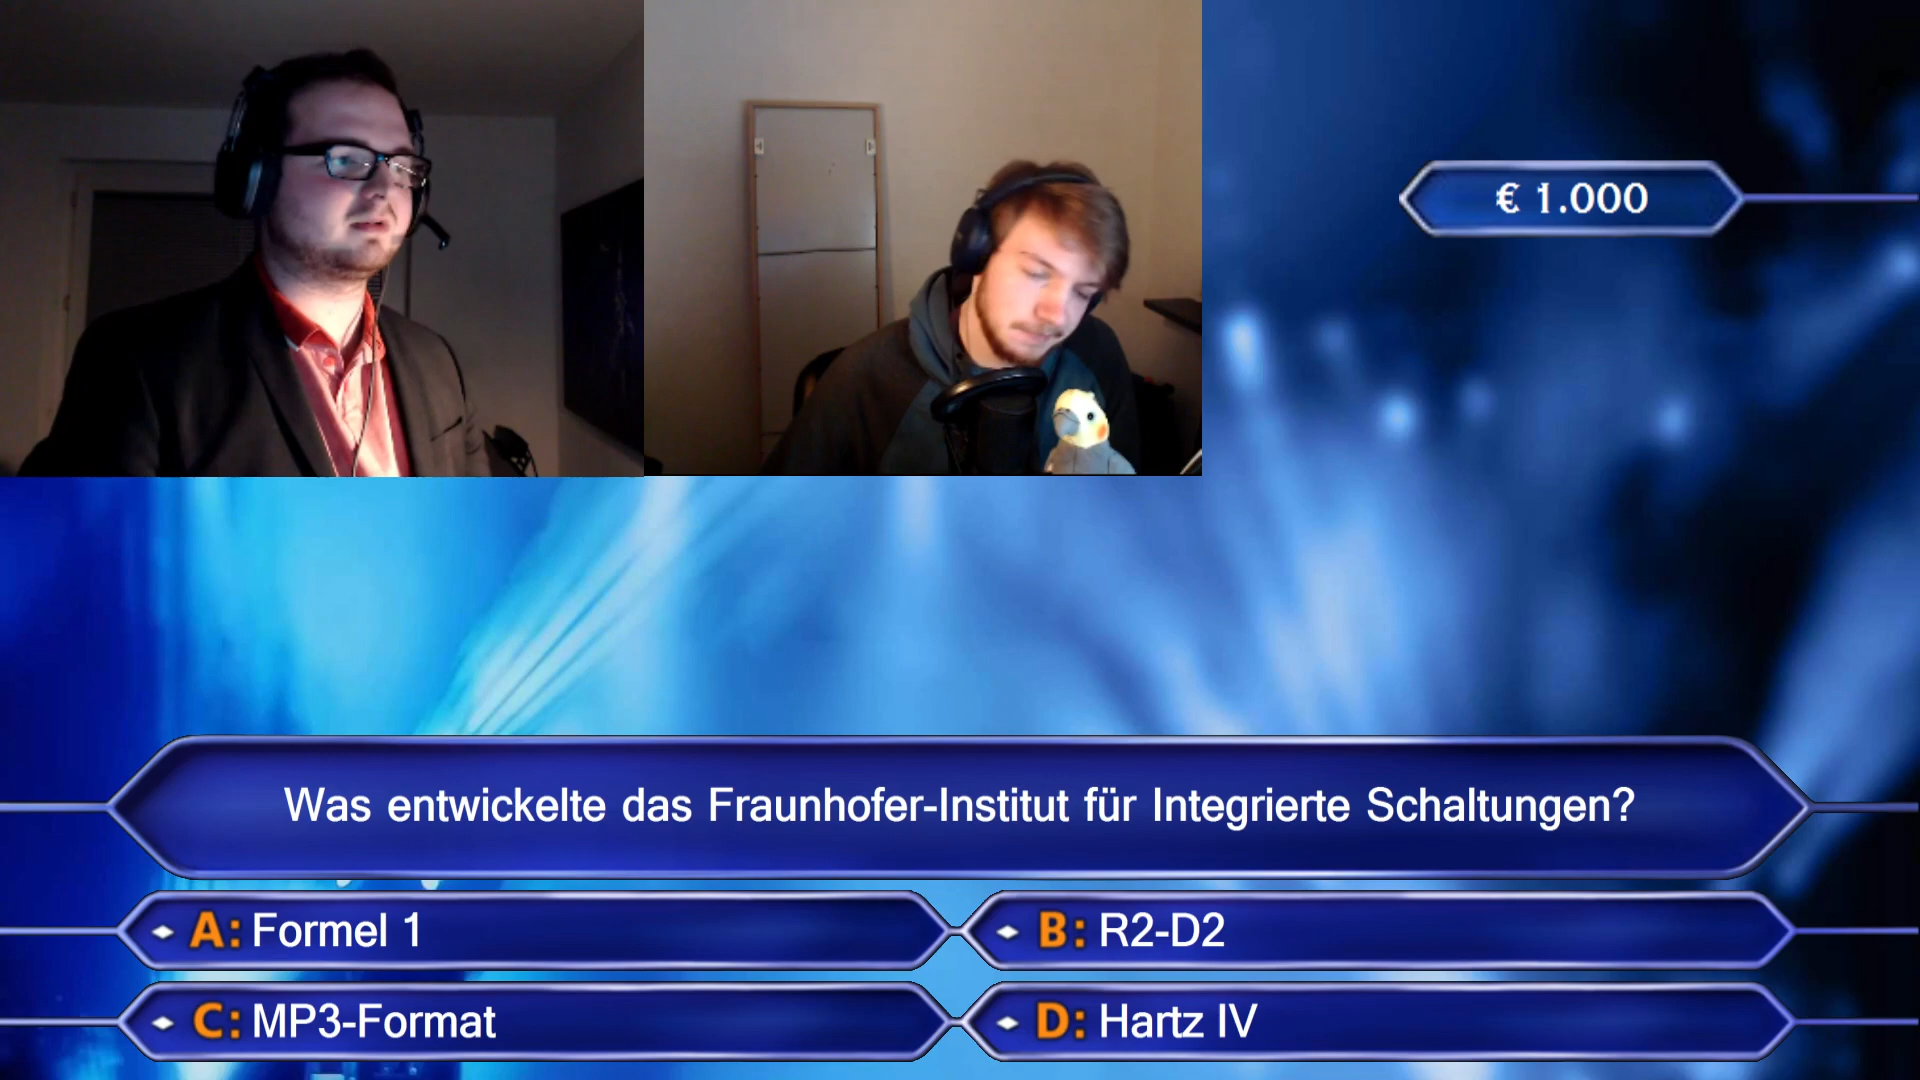 € 1.000
Was entwickelte das Fraunhofer-Institut für Integrierte Schaltungen?
A: Formel 1
B: R2-D2
C: MP3-Format
D: Hartz IV